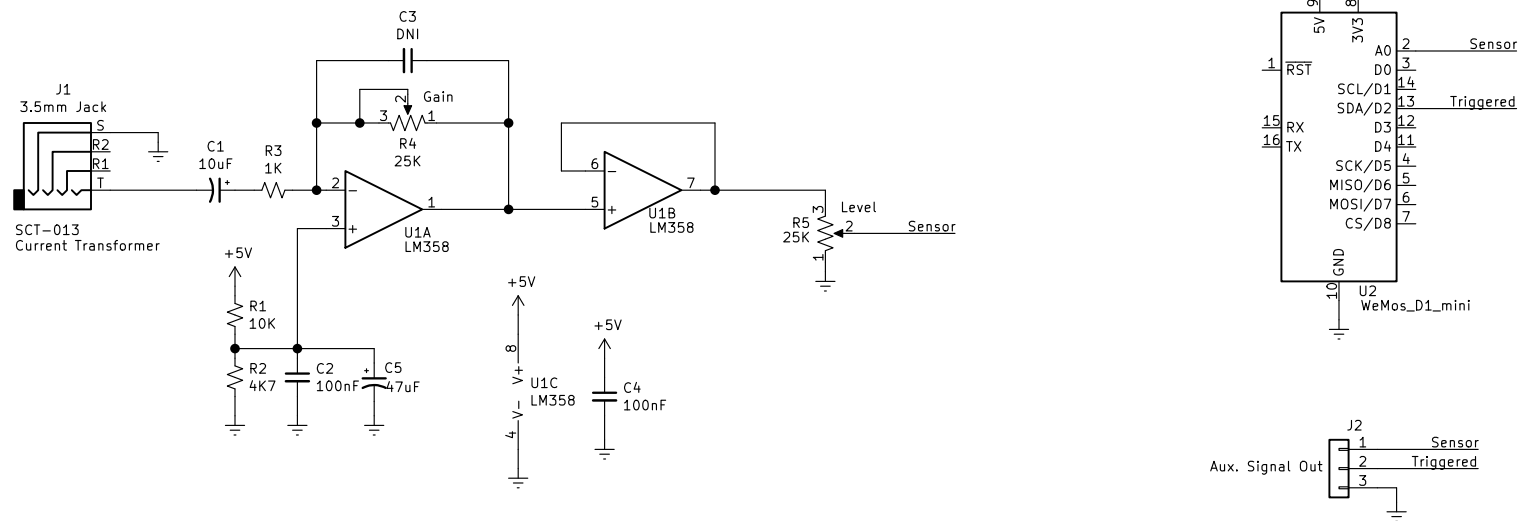 C3
DNI
J1
3.5mm Jack
2
Gain
3
1
R4
25K
S
R2
R1
T
C1
10uF
+
R3
1K
2
−
3
+
1
U1A
LM358
6
−
5
+
7
U1B
LM358
3
Level
R5
25K
2
Sensor
1
SCT-013
Current Transformer
+5V
R1
10K
R2
4K7
C2
100nF
+
C5
47uF
+5V
8
V+
U1C
LM358
V-
4
+5V
C4
100nF
9
8
5V
3V3
A0
2
Sensor
1
RST
D0
3
SCL/D1
14
SDA/D2
13
Triggered
15
RX
D3
12
16
TX
D4
11
SCK/D5
4
MISO/D6
5
MOSI/D7
6
CS/D8
7
GND
10
U2
WeMos_D1_mini
J2
Aux. Signal Out
1
Sensor
2
Triggered
3